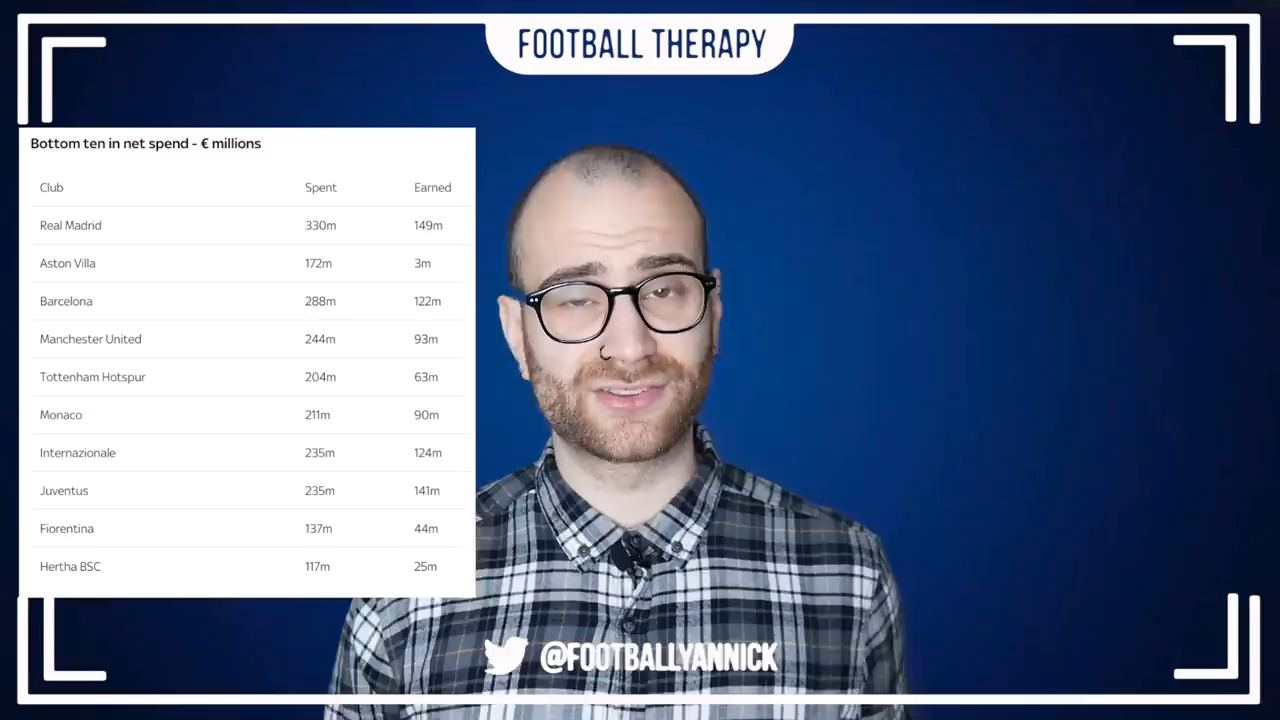 FOOTBALL THERAPY
Bottom ten in net spend - € millions
Club Spent Earned
Real Madrid 330m 149m
Aston Villa 172m 3m
Barcelona 288m 122m
Manchester United 244m 93m
Tottenham Hotspur 204m 63m
Monaco 211m 90m
Internazionale 235m 124m
Juventus 235m 141m
Fiorentina 137m 44m
Hertha BSC 117m 25m
@FOOTBALLYANNICK